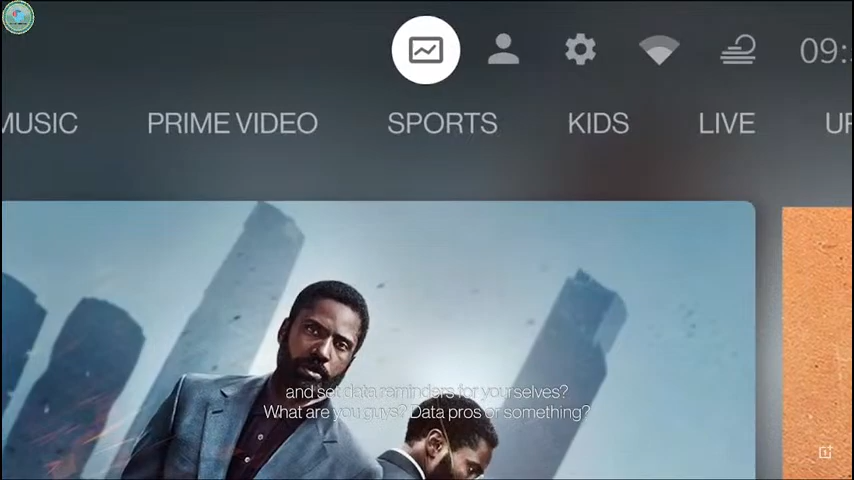 09:
MUSIC PRIME VIDEO SPORTS KIDS LIVE UP
and set data reminders for yourselves?
What are you guys? Data pros or something?